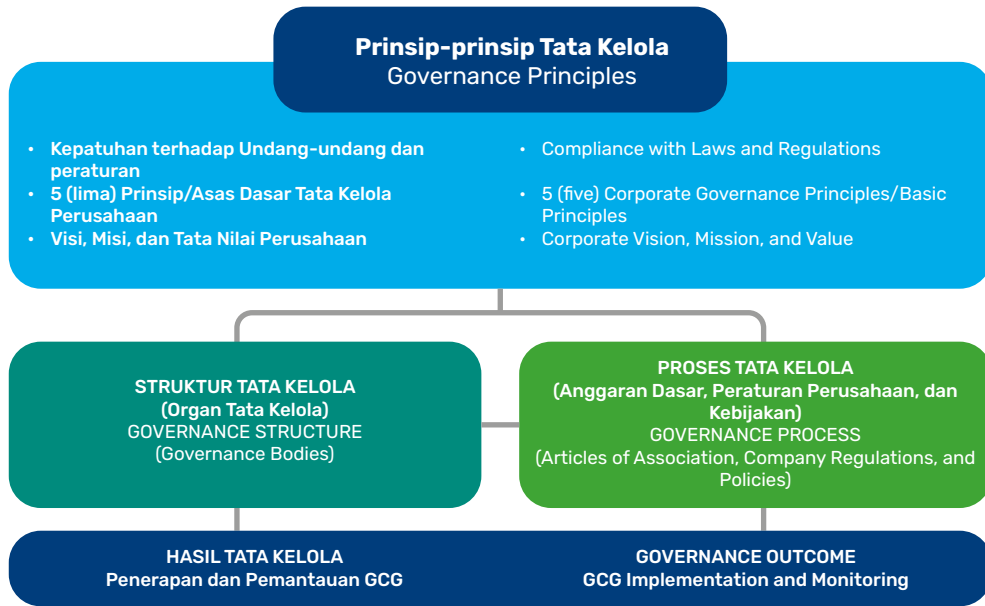 Prinsip-prinsip Tata Kelola
Governance Principles
• Kepatuhan terhadap Undang-undang dan
peraturan
• 5 (lima) Prinsip/Asas Dasar Tata Kelola
Perusahaan
• Visi, Misi, dan Tata Nilai Perusahaan
• Compliance with Laws and Regulations
• 5 (five) Corporate Governance Principles/Basic
Principles
• Corporate Vision, Mission, and Value
STRUKTUR TATA KELOLA
(Organ Tata Kelola)
GOVERNANCE STRUCTURE
(Governance Bodies)
PROSES TATA KELOLA
(Anggaran Dasar, Peraturan Perusahaan, dan
Kebijakan)
GOVERNANCE PROCESS
(Articles of Association, Company Regulations, and
Policies)
HASIL TATA KELOLA
Penerapan dan Pemantauan GCG
GOVERNANCE OUTCOME
GCG Implementation and Monitoring